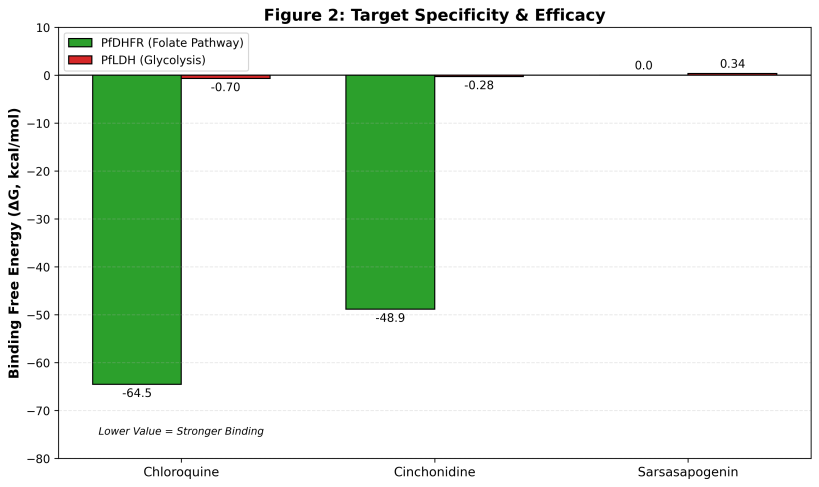 Figure 2: Target Specificity & Efficacy
PfDHFR (Folate Pathway)
PfLDH (Glycolysis)
Binding Free Energy (ΔG, kcal/mol)
10
0
−10
−20
−30
−40
−50
−60
−70
−80
-64.5
-0.70
-48.9
-0.28
0.0
0.34
Lower Value = Stronger Binding
Chloroquine
Cinchonidine
Sarsasapogenin